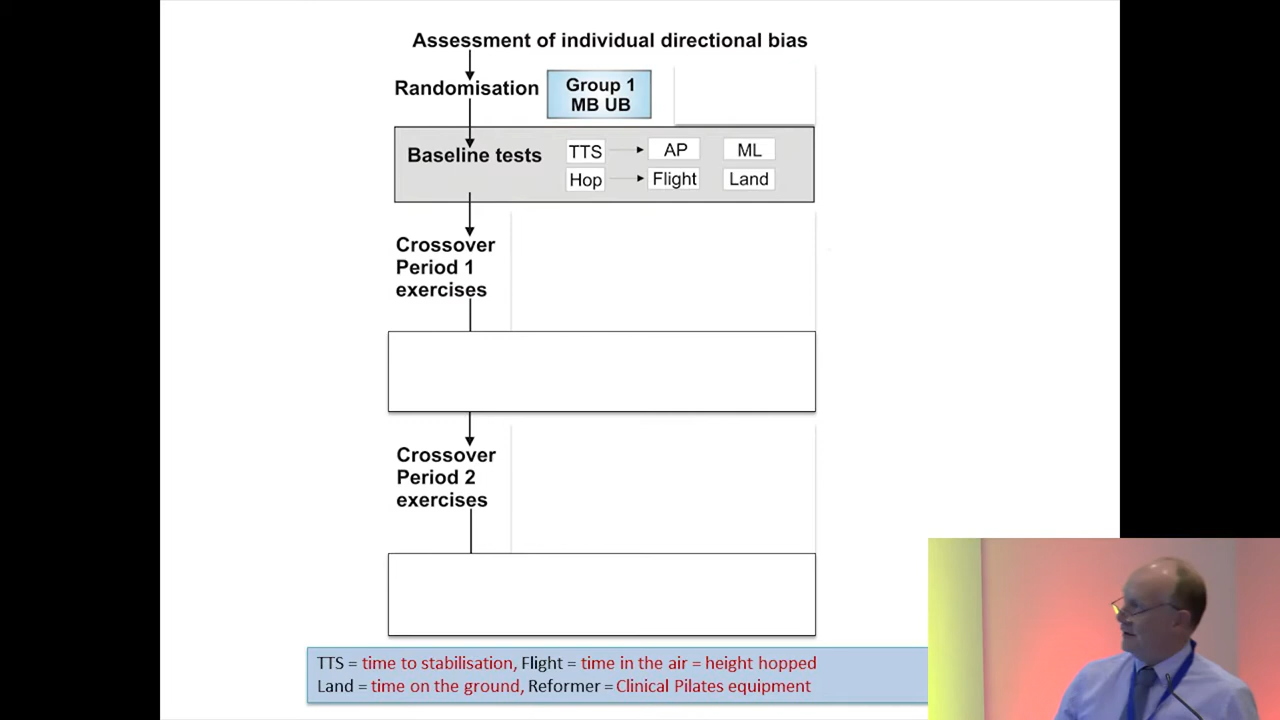 Assessment of individual directional bias
Randomisation
Group 1
MB UB
Baseline tests
TTS
AP
ML
Hop
Flight
Land
Crossover
Period 1
exercises
Crossover
Period 2
exercises
TTS = time to stabilisation, Flight = time in the air = height hopped
Land = time on the ground, Reformer = Clinical Pilates equipment